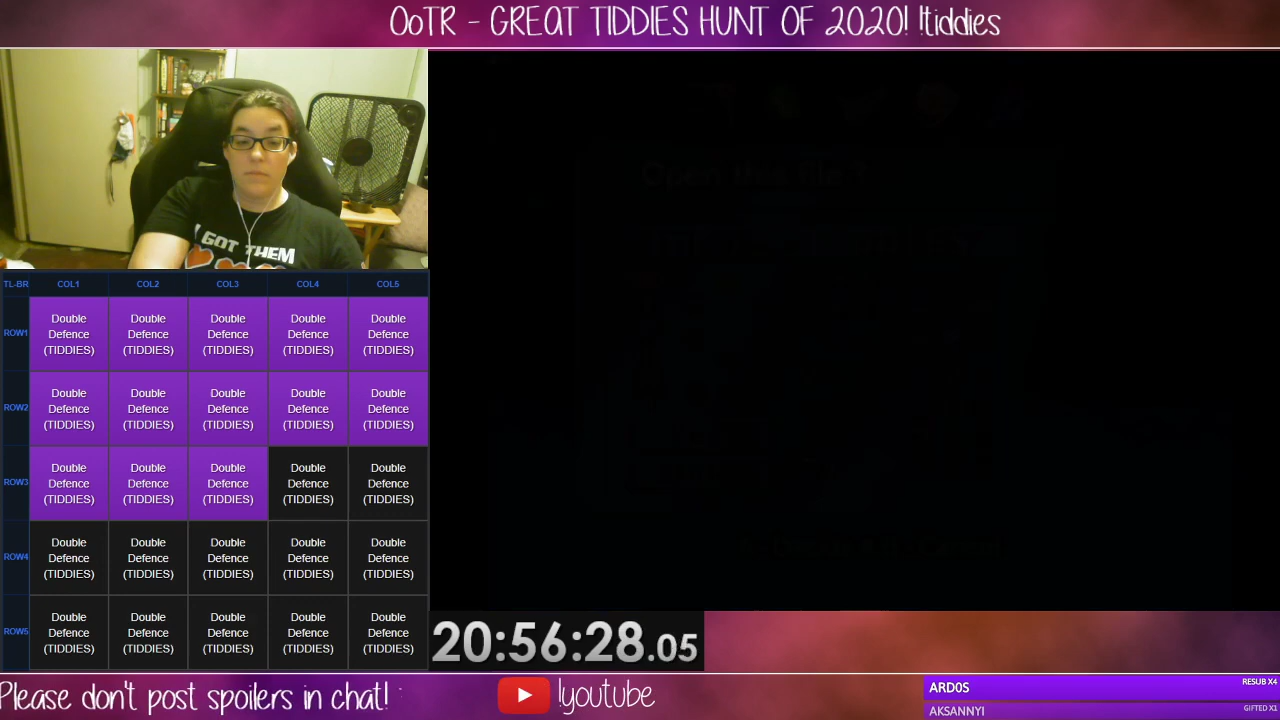 OoTR - GREAT TIDDIES HUNT OF 2020! !tiddies
I GOT THEM
TL-BR COL1 COL2 COL3 COL4 COL5
ROW1
Double Double Double Double Double
Defence Defence Defence Defence Defence
(TIDDIES) (TIDDIES) (TIDDIES) (TIDDIES) (TIDDIES)
ROW2
Double Double Double Double Double
Defence Defence Defence Defence Defence
(TIDDIES) (TIDDIES) (TIDDIES) (TIDDIES) (TIDDIES)
ROW3
Double Double Double Double Double
Defence Defence Defence Defence Defence
(TIDDIES) (TIDDIES) (TIDDIES) (TIDDIES) (TIDDIES)
ROW4
Double Double Double Double Double
Defence Defence Defence Defence Defence
(TIDDIES) (TIDDIES) (TIDDIES) (TIDDIES) (TIDDIES)
ROW5
Double Double Double Double Double
Defence Defence Defence Defence Defence
(TIDDIES) (TIDDIES) (TIDDIES) (TIDDIES) (TIDDIES)
Open this file?
20:56:28.05
Please don't post spoilers in chat!
!youtube
ARD0S RESUB X4
AKSANNYI GIFTED X1